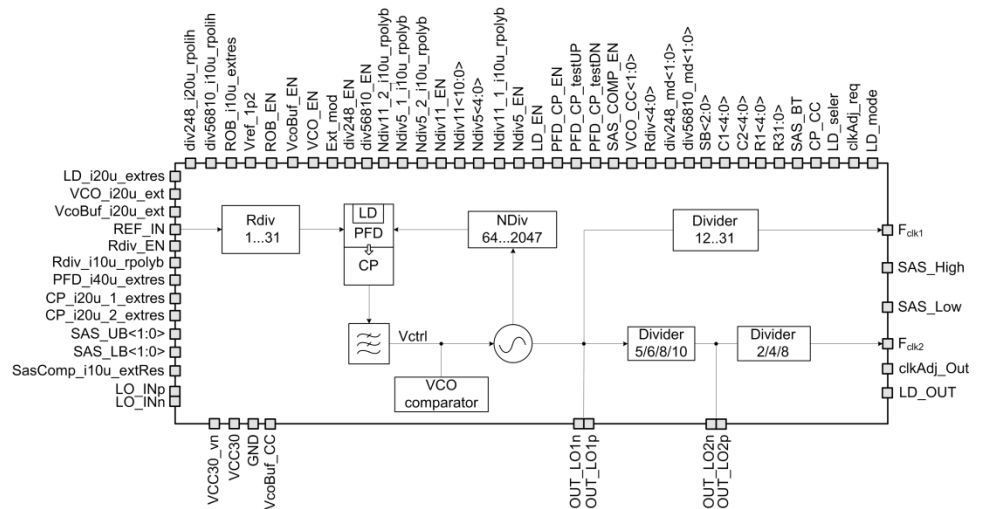 div248_i20u_rpolih
div56810_i10u_rpolih
ROB_i10u_extres
Vref_1p2
ROB_EN
VcoBuf_EN
VCO_EN
Ext_mod
div248_EN
div56810_EN
Ndiv11_2_i10u_rpolyb
Ndiv5_1_i10u_rpolyb
Ndiv5_2_i10u_rpolyb
Ndiv11_EN
Ndiv11<10:0>
Ndiv5<4:0>
Ndiv11_1_i10u_rpolyb
Ndiv5_EN
LD_EN
PFD_CP_EN
PFD_CP_testUP
PFD_CP_testDN
SAS_COMP_EN
VCO_CC<1:0>
Rdiv<4:0>
div248_md<1:0>
div56810_md<1:0>
SB<2:0>
C1<4:0>
C2<4:0>
R1<4:0>
R31:0>
SAS_BT
CP_CC
LD_seler
clkAdj_req
LD_mode
LD_i20u_extres
VCO_i20u_ext
VcoBuf_i20u_ext
REF_IN
Rdiv_EN
Rdiv_i10u_rpolyb
PFD_i40u_extres
CP_i20u_1_extres
CP_i20u_2_extres
SAS_UB<1:0>
SAS_LB<1:0>
SasComp_i10u_extRes
LO_INp
LO_INn
Rdiv
1...31
LD
PFD
CP
NDiv
64...2047
Divider
12..31
Vctrl
VCO
comparator
Divider
5/6/8/10
Divider
2/4/8
Fclk1
SAS_High
SAS_Low
Fclk2
clkAdj_Out
LD_OUT
VCC30_vn
VCC30
GND
VcoBuf_CC
OUT_LO1n
OUT_LO1p
OUT_LO2n
OUT_LO2p